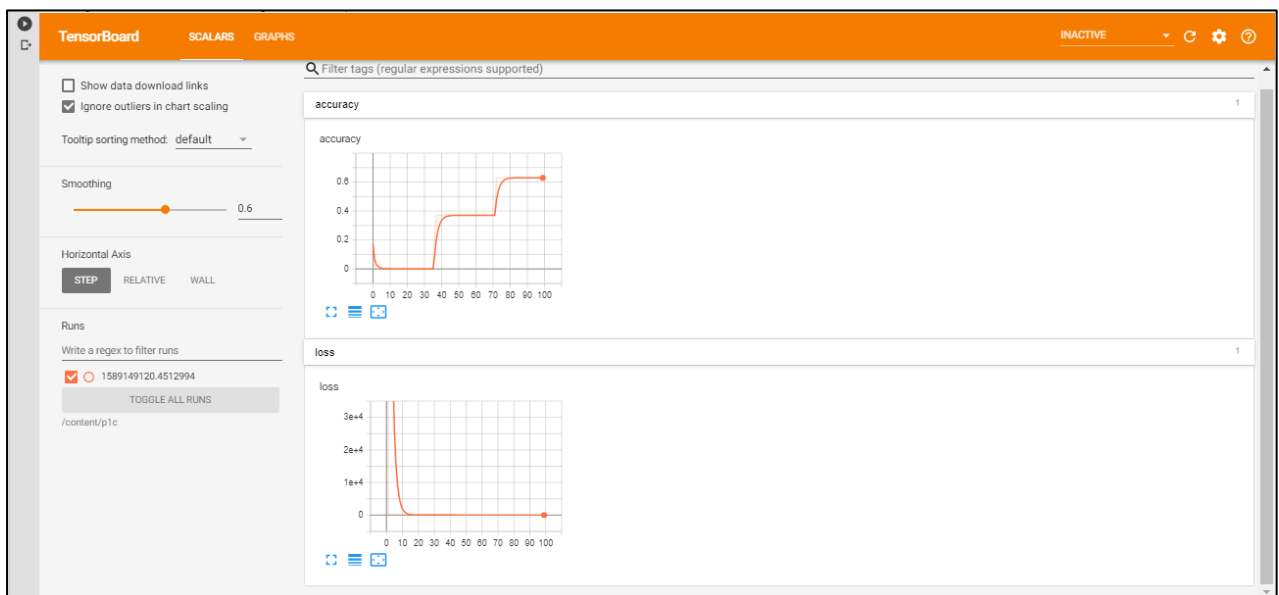 TensorBoard SCALARS GRAPHS INACTIVE
Show data download links
Ignore outliers in chart scaling
Tooltip sorting method: default
Smoothing
0.6
Horizontal Axis
STEP RELATIVE WALL
Runs
Write a regex to filter runs
1589149120.4512994
TOGGLE ALL RUNS
/content/p1c
Filter tags (regular expressions supported)
accuracy 1
accuracy
0.6
0.4
0.2
0
0 10 20 30 40 50 60 70 80 90 100
loss 1
loss
3e+4
2e+4
1e+4
0
0 10 20 30 40 50 60 70 80 90 100